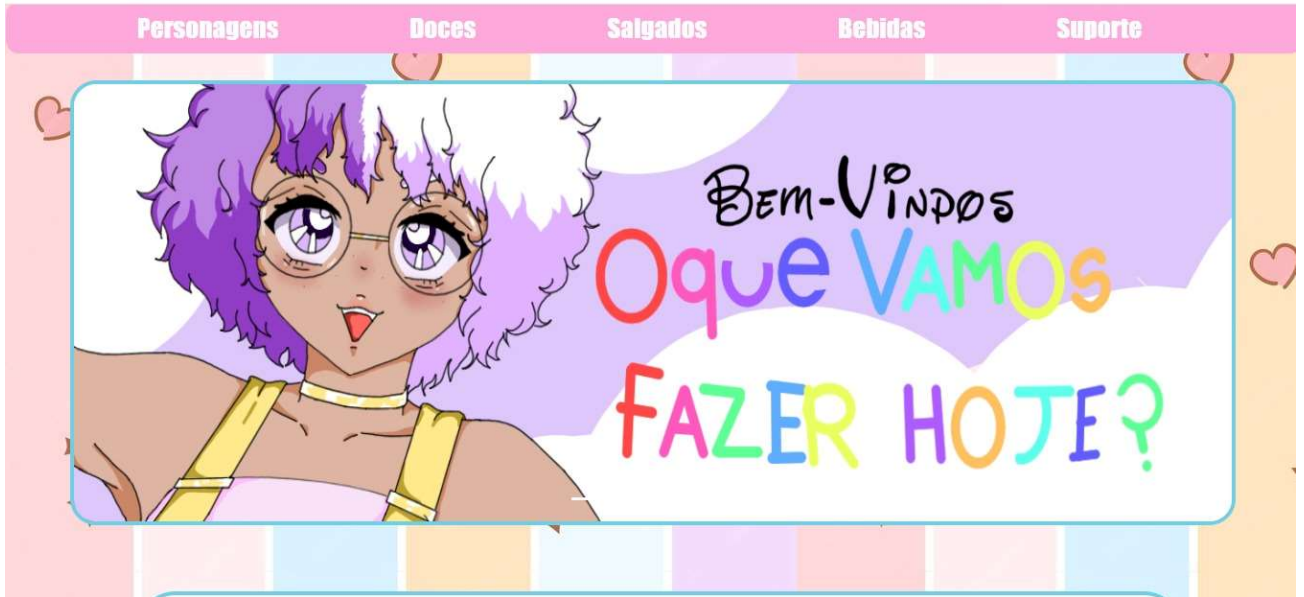 Personagens Doces Salgados Bebidas Suporte
BEM-VINDOS
Oque VAMOS
FAZER HOJE?